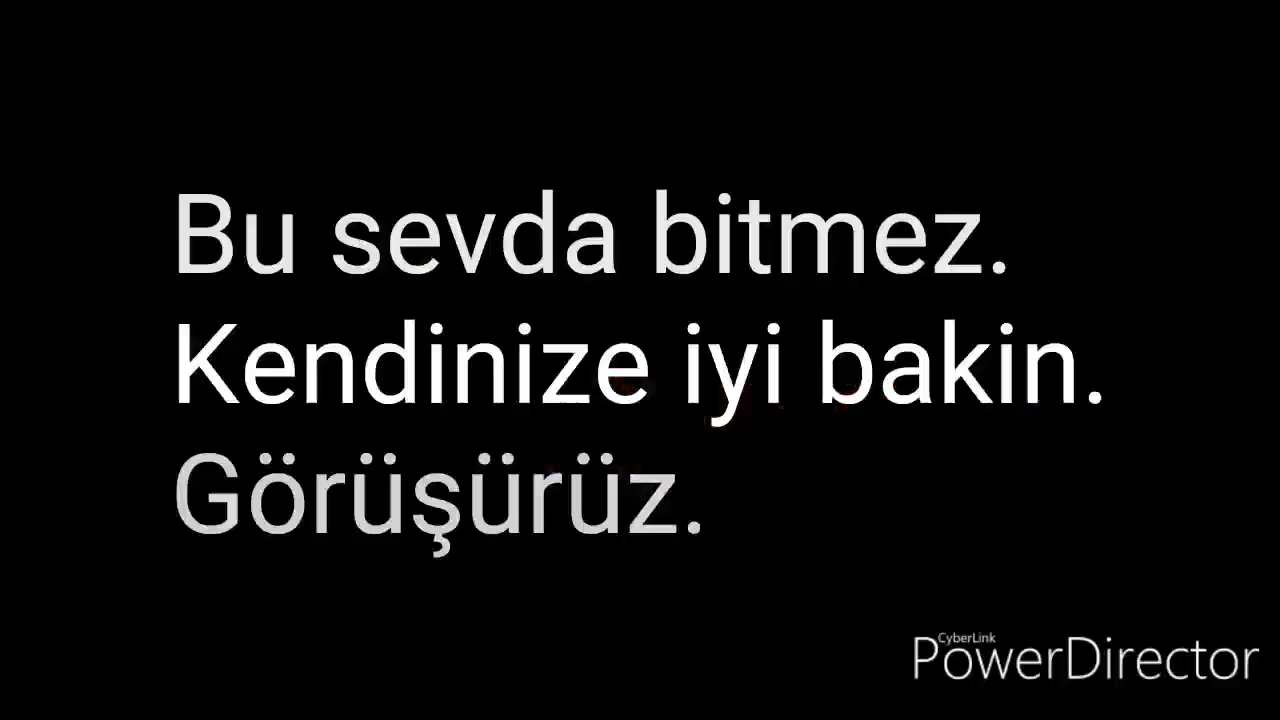 Bu sevda bitmez.
Kendinize iyi bakin.
Görüşürüz.
CyberLink
PowerDirector